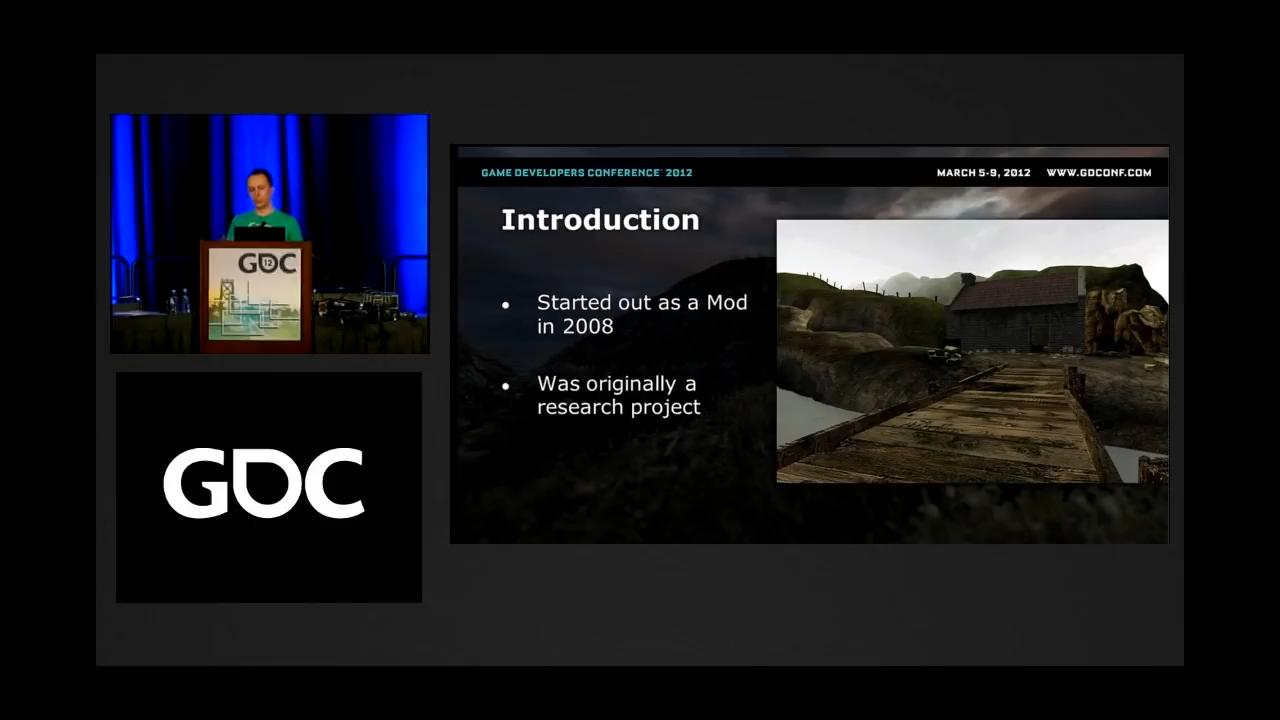 GAME DEVELOPERS CONFERENCE® 2012
MARCH 5-9, 2012 WWW.GDCONF.COM
Introduction
• Started out as a Mod
in 2008
• Was originally a
research project
GDC
12
GDC